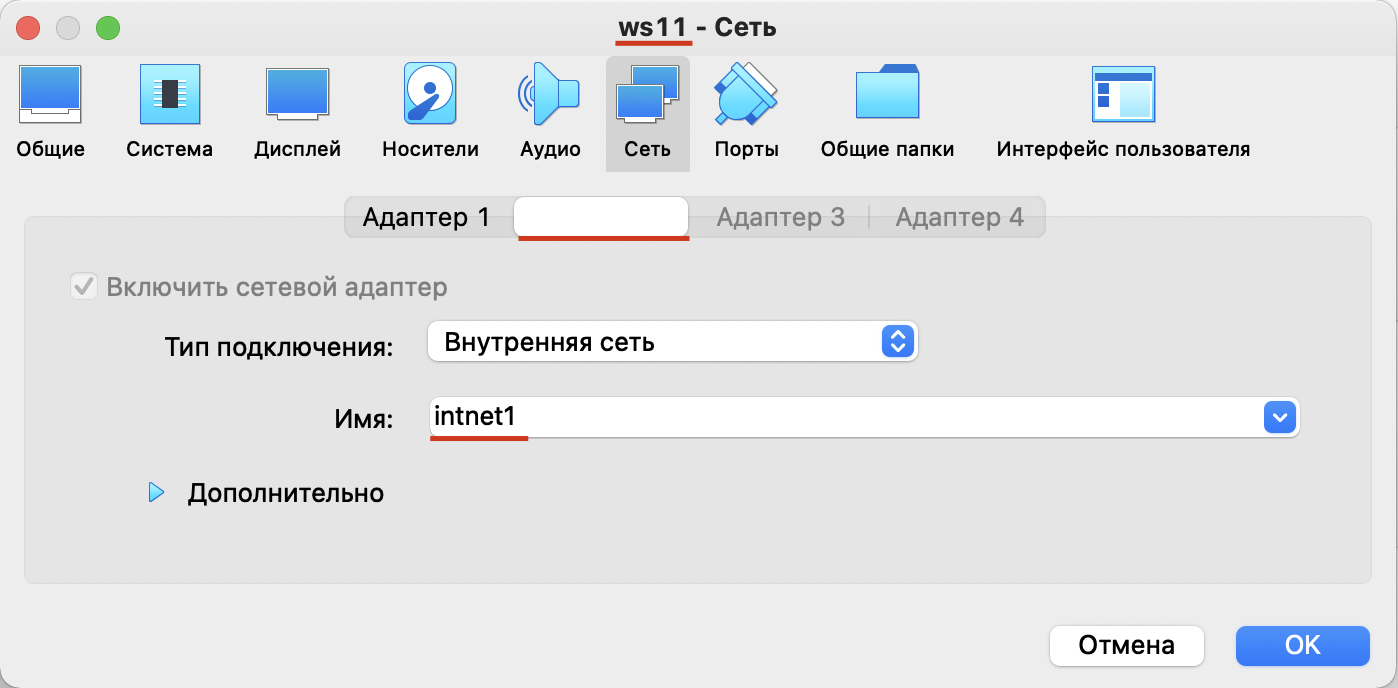 ws11 - Сеть
Общие Система Дисплей Носители Аудио Сеть Порты Общие папки Интерфейс пользователя
Адаптер 1 Адаптер 3 Адаптер 4
Включить сетевой адаптер
Тип подключения: Внутренняя сеть
Имя: intnet1
Дополнительно
Отмена OK